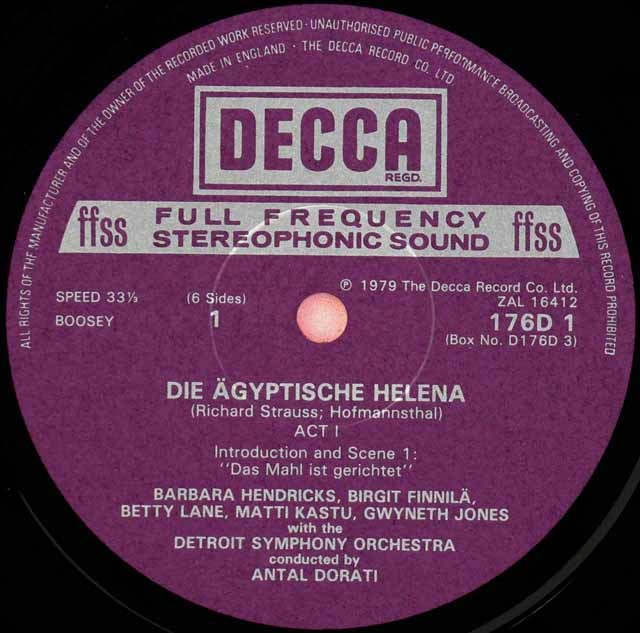 ALL RIGHTS OF THE MANUFACTURER AND OF THE OWNER OF THE RECORDED WORK RESERVED · UNAUTHORISED PUBLIC PERFORMANCE BROADCASTING AND COPYING OF THIS RECORD PROHIBITED
MADE IN ENGLAND · THE DECCA RECORD CO. LTD.
DECCA
REGD.
ffss FULL FREQUENCY ffss
STEREOPHONIC SOUND
℗ 1979 The Decca Record Co. Ltd.
SPEED 33⅓ (6 Sides) ZAL 16412
BOOSEY 1 176D 1
(Box No. D176D 3)
DIE ÄGYPTISCHE HELENA
(Richard Strauss; Hofmannsthal)
ACT I
Introduction and Scene 1:
"Das Mahl ist gerichtet"
BARBARA HENDRICKS, BIRGIT FINNILÄ,
BETTY LANE, MATTI KASTU, GWYNETH JONES
with the
DETROIT SYMPHONY ORCHESTRA
conducted by
ANTAL DORATI